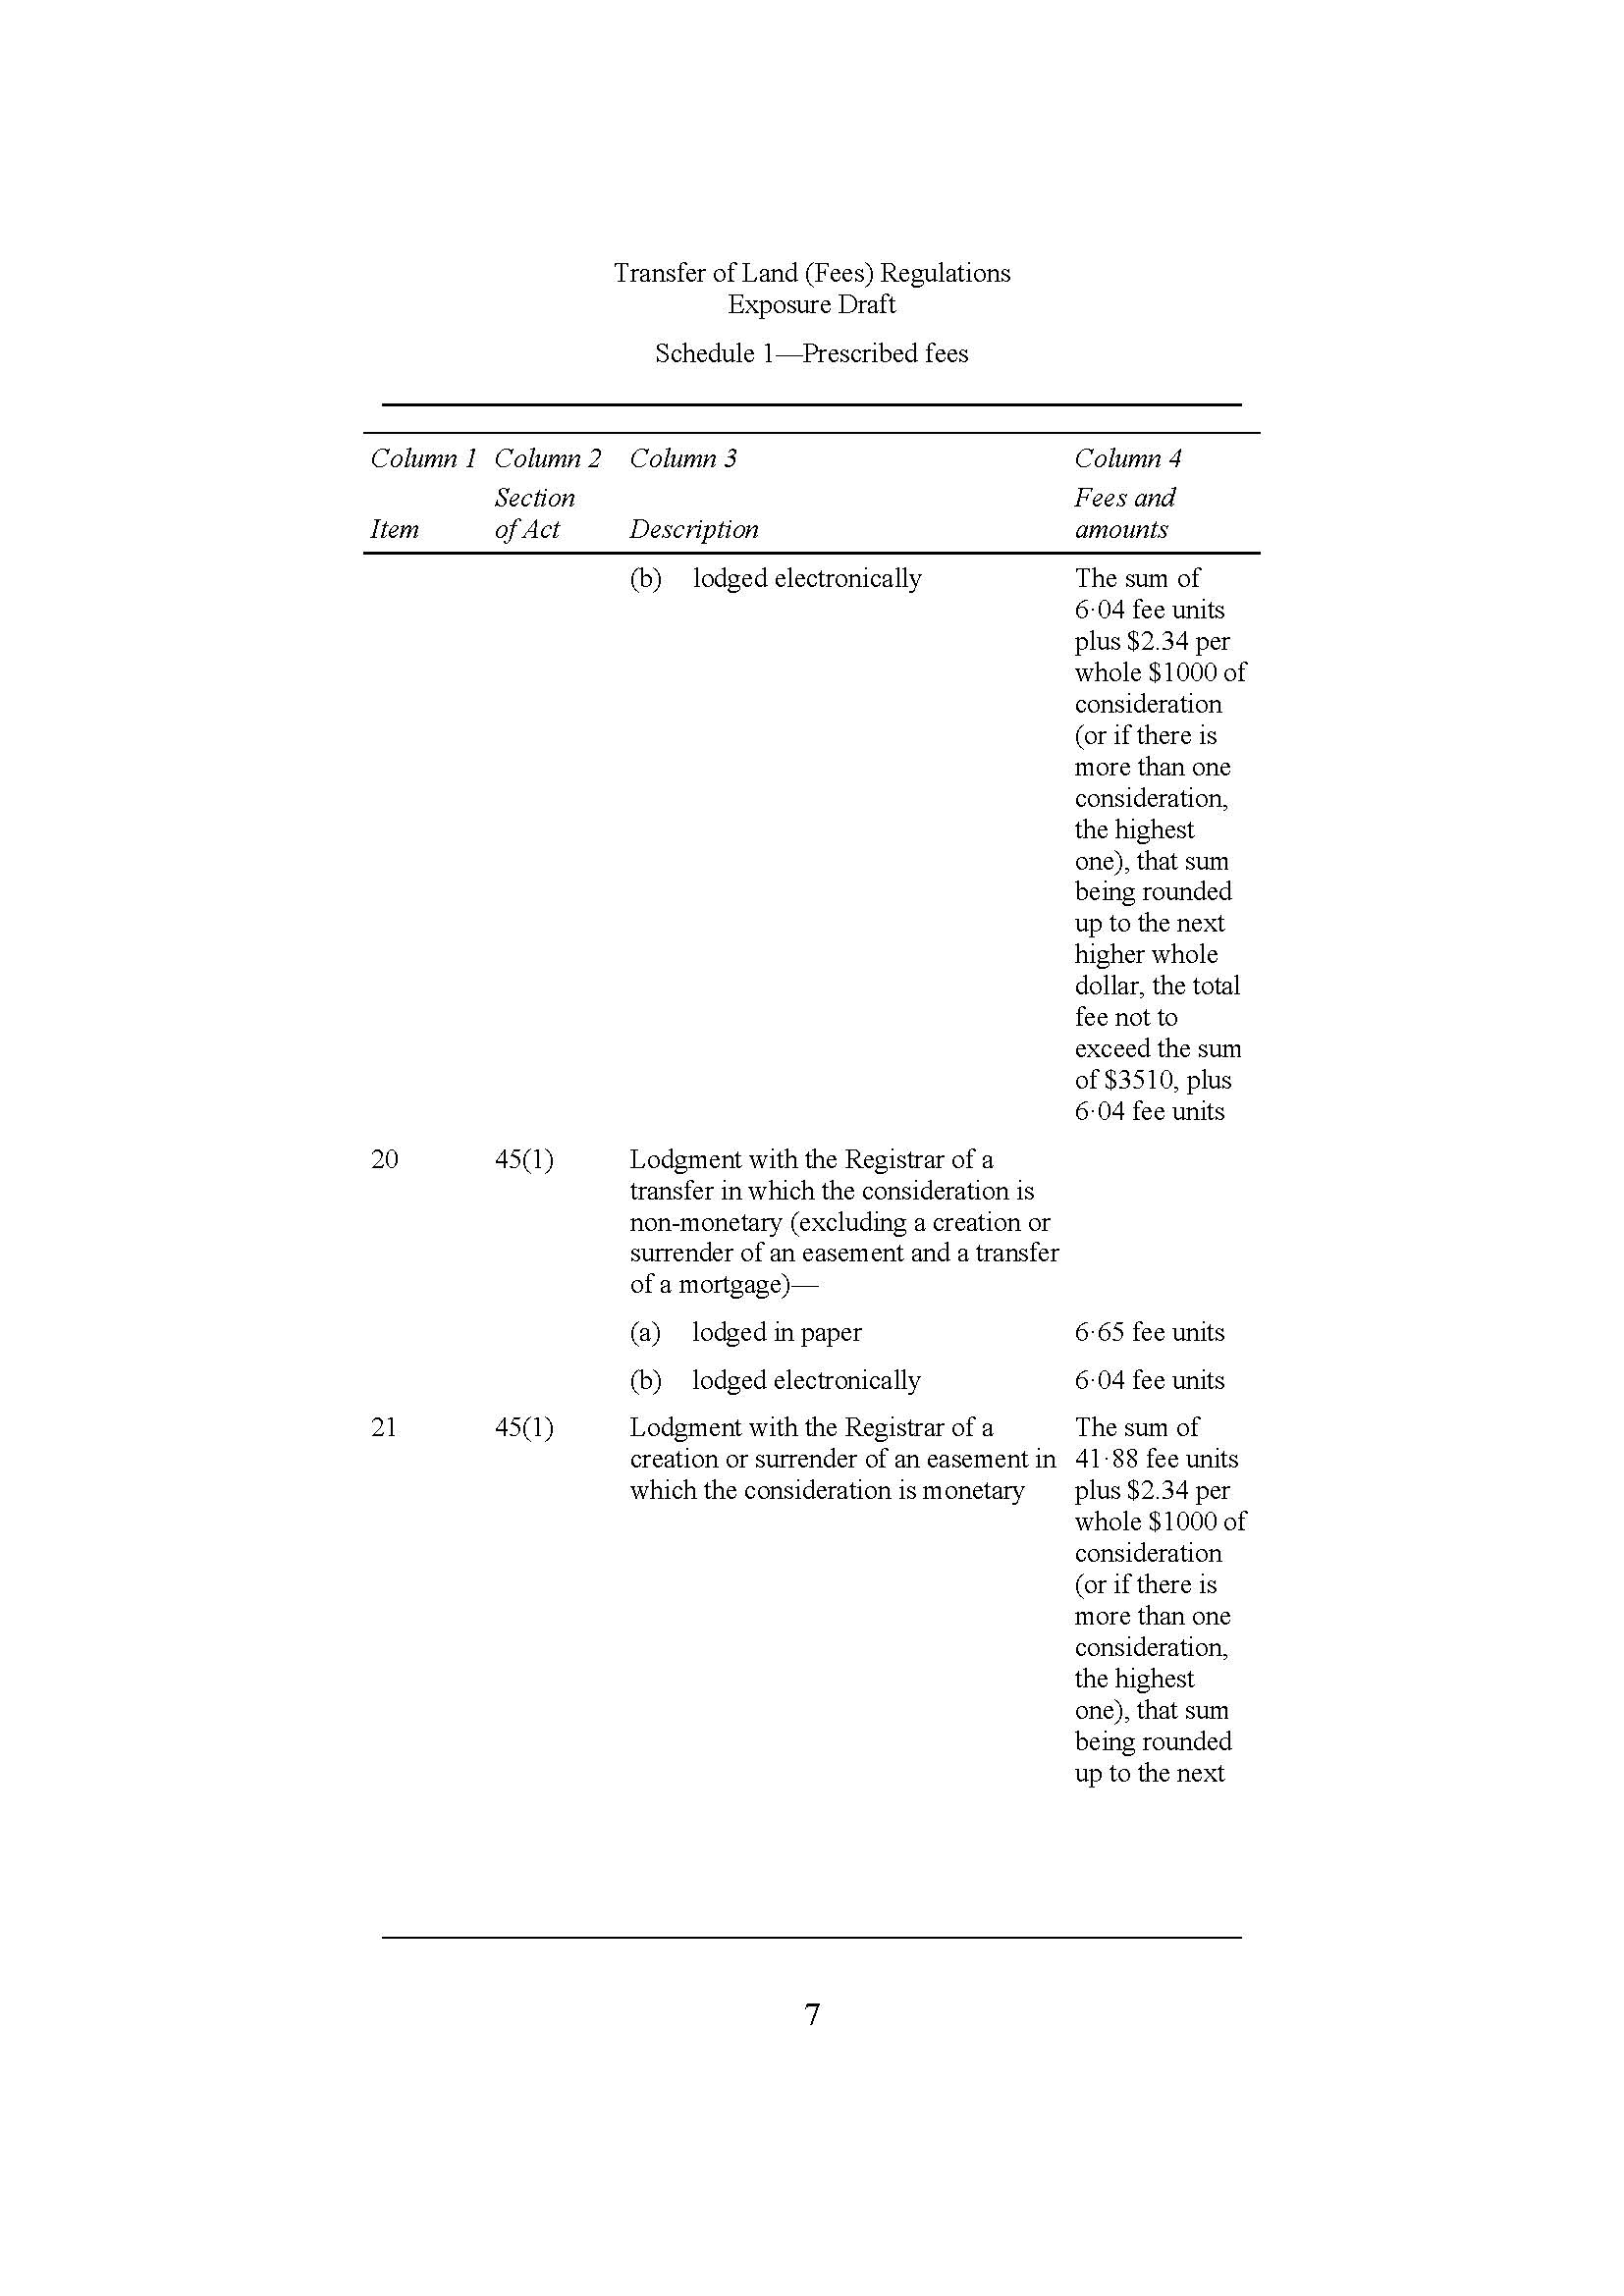 Transfer of Land (Fees) Regulations
Exposure Draft
Schedule 1—Prescribed fees
Column 1 Column 2 Column 3 Column 4
Item Section of Act Description Fees and amounts
(b) lodged electronically The sum of
6·04 fee units
plus $2.34 per
whole $1000 of
consideration
(or if there is
more than one
consideration,
the highest
one), that sum
being rounded
up to the next
higher whole
dollar, the total
fee not to
exceed the sum
of $3510, plus
6·04 fee units
20 45(1) Lodgment with the Registrar of a
transfer in which the consideration is
non-monetary (excluding a creation or
surrender of an easement and a transfer
of a mortgage)—
(a) lodged in paper 6·65 fee units
(b) lodged electronically 6·04 fee units
21 45(1) Lodgment with the Registrar of a The sum of
creation or surrender of an easement in 41·88 fee units
which the consideration is monetary plus $2.34 per
whole $1000 of
consideration
(or if there is
more than one
consideration,
the highest
one), that sum
being rounded
up to the next
7